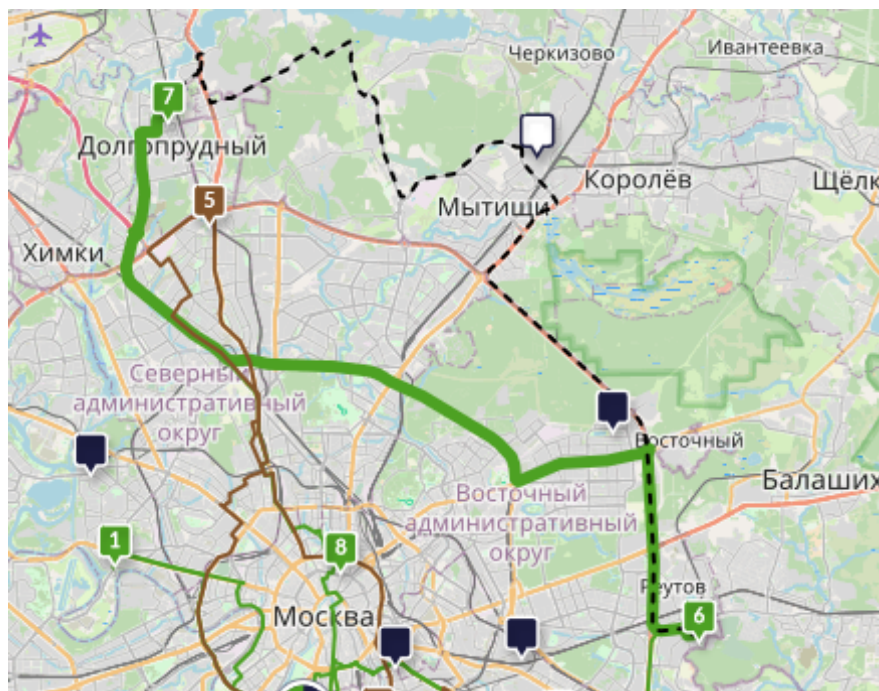 Черкизово
Ивантеевка
7
Долгопрудный
Королёв
Щёлк
5
Мытищи
Химки
Северный
административный
округ
Восточный
Балаших
Восточный
административный
округ
1
8
Реутов
Москва
6